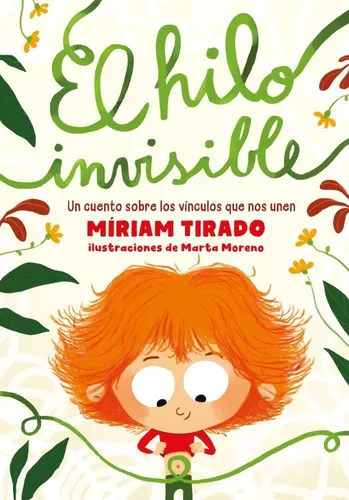 El hilo
invisible
Un cuento sobre los vínculos que nos unen
MÍRIAM TIRADO
ilustraciones de Marta Moreno